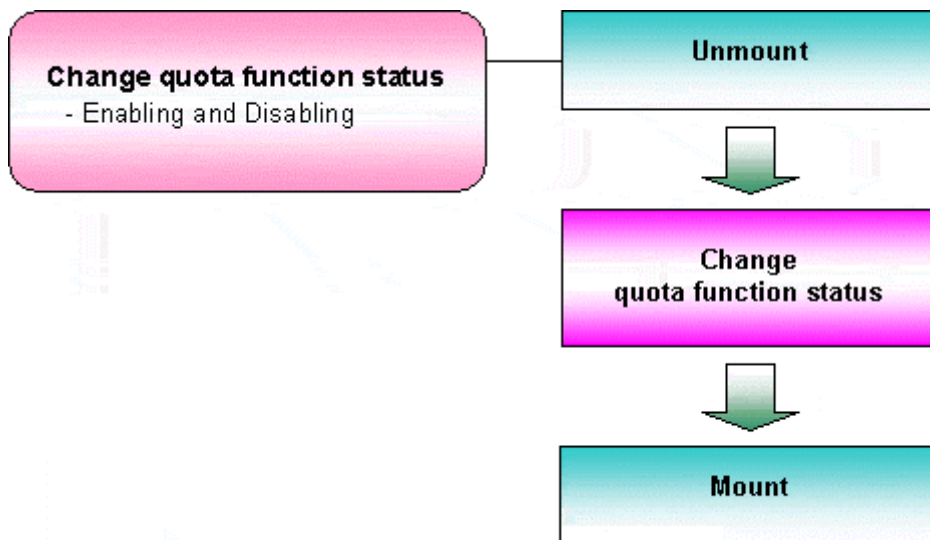 Change quota function status
- Enabling and Disabling
Unmount
Change
quota function status
Mount